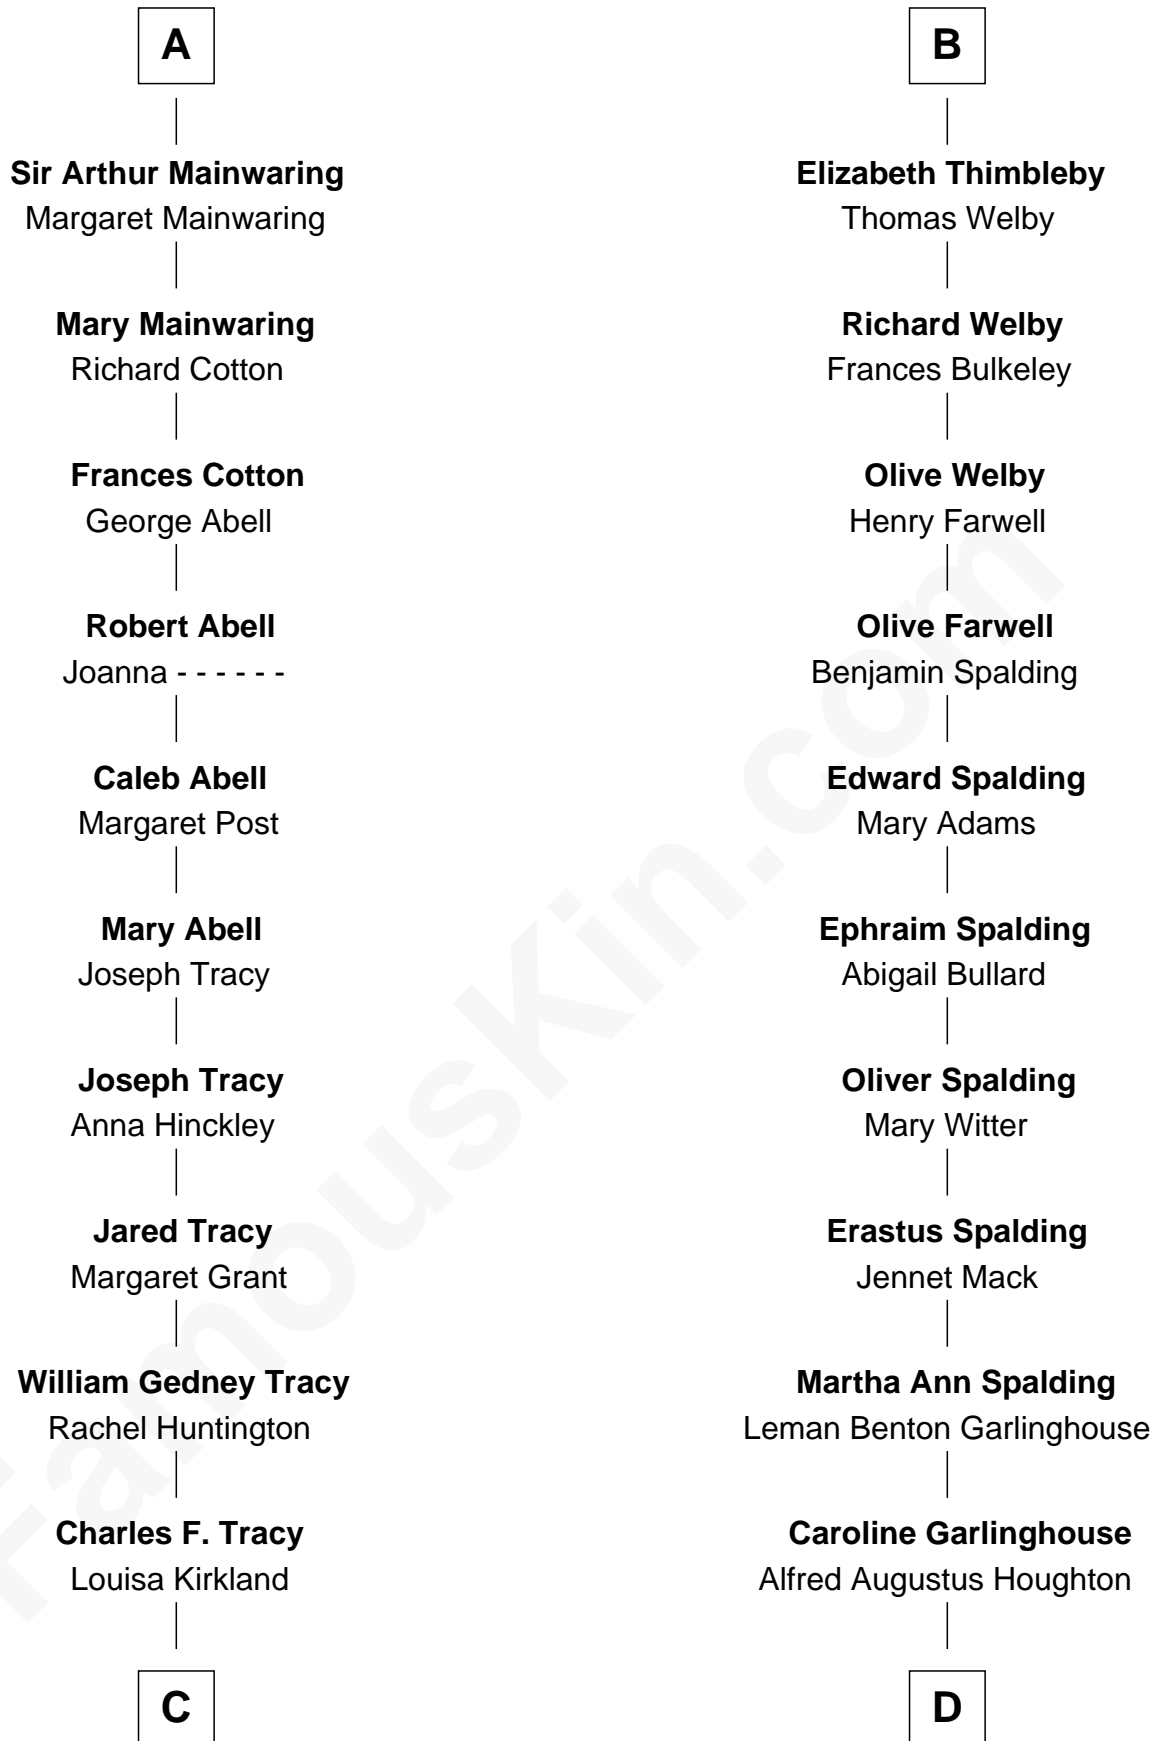 A
Sir Arthur Mainwaring
Margaret Mainwaring
Mary Mainwaring
Richard Cotton
Frances Cotton
George Abell
Robert Abell
Joanna - - - - - -
Caleb Abell
Margaret Post
Mary Abell
Joseph Tracy
Joseph Tracy
Anna Hinckley
Jared Tracy
Margaret Grant
William Gedney Tracy
Rachel Huntington
Charles F. Tracy
Louisa Kirkland
C
B
Elizabeth Thimbleby
Thomas Welby
Richard Welby
Frances Bulkeley
Olive Welby
Henry Farwell
Olive Farwell
Benjamin Spalding
Edward Spalding
Mary Adams
Ephraim Spalding
Abigail Bullard
Oliver Spalding
Mary Witter
Erastus Spalding
Jennet Mack
Martha Ann Spalding
Leman Benton Garlinghouse
Caroline Garlinghouse
Alfred Augustus Houghton
D
FamousKin.com